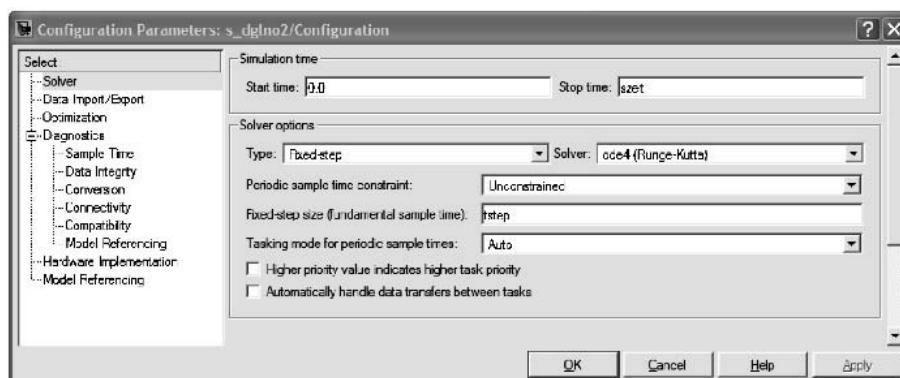 Configuration Parameters: s_dglno2/Configuration
Select
Solver
Data Import/Export
Optimization
Diagnostics
Sample Time
Data Integrity
Conversion
Connectivity
Compatibility
Model Referencing
Hardware Implementation
Model Referencing
Simulation time
Start time: 0.0 Stop time: szeit
Solver options
Type: Fixed-step Solver: ode4 (Runge-Kutta)
Periodic sample time constraint: Unconstrained
Fixed-step size (fundamental sample time): tstep
Tasking mode for periodic sample times: Auto
Higher priority value indicates higher task priority
Automatically handle data transfers between tasks
OK Cancel Help Apply